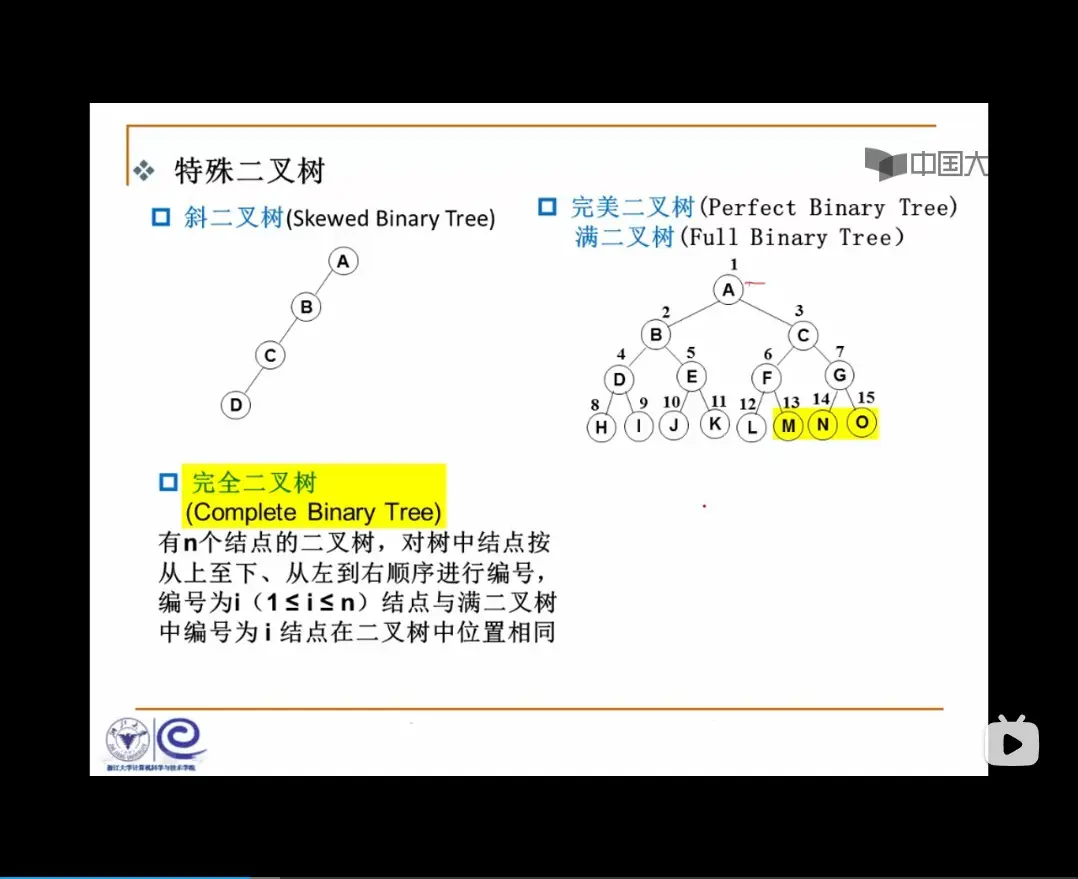 中国大
特殊二叉树
斜二叉树(Skewed Binary Tree)
A
B
C
D
完美二叉树(Perfect Binary Tree)
满二叉树(Full Binary Tree)
1
A
2 3
B C
4 5 6 7
D E F G
8 9 10 11 12 13 14 15
H I J K L M N O
完全二叉树
(Complete Binary Tree)
有n个结点的二叉树，对树中结点按
从上至下、从左到右顺序进行编号，
编号为i（1 ≤ i ≤ n）结点与满二叉树
中编号为 i 结点在二叉树中位置相同
浙江大学计算机科学与技术学院